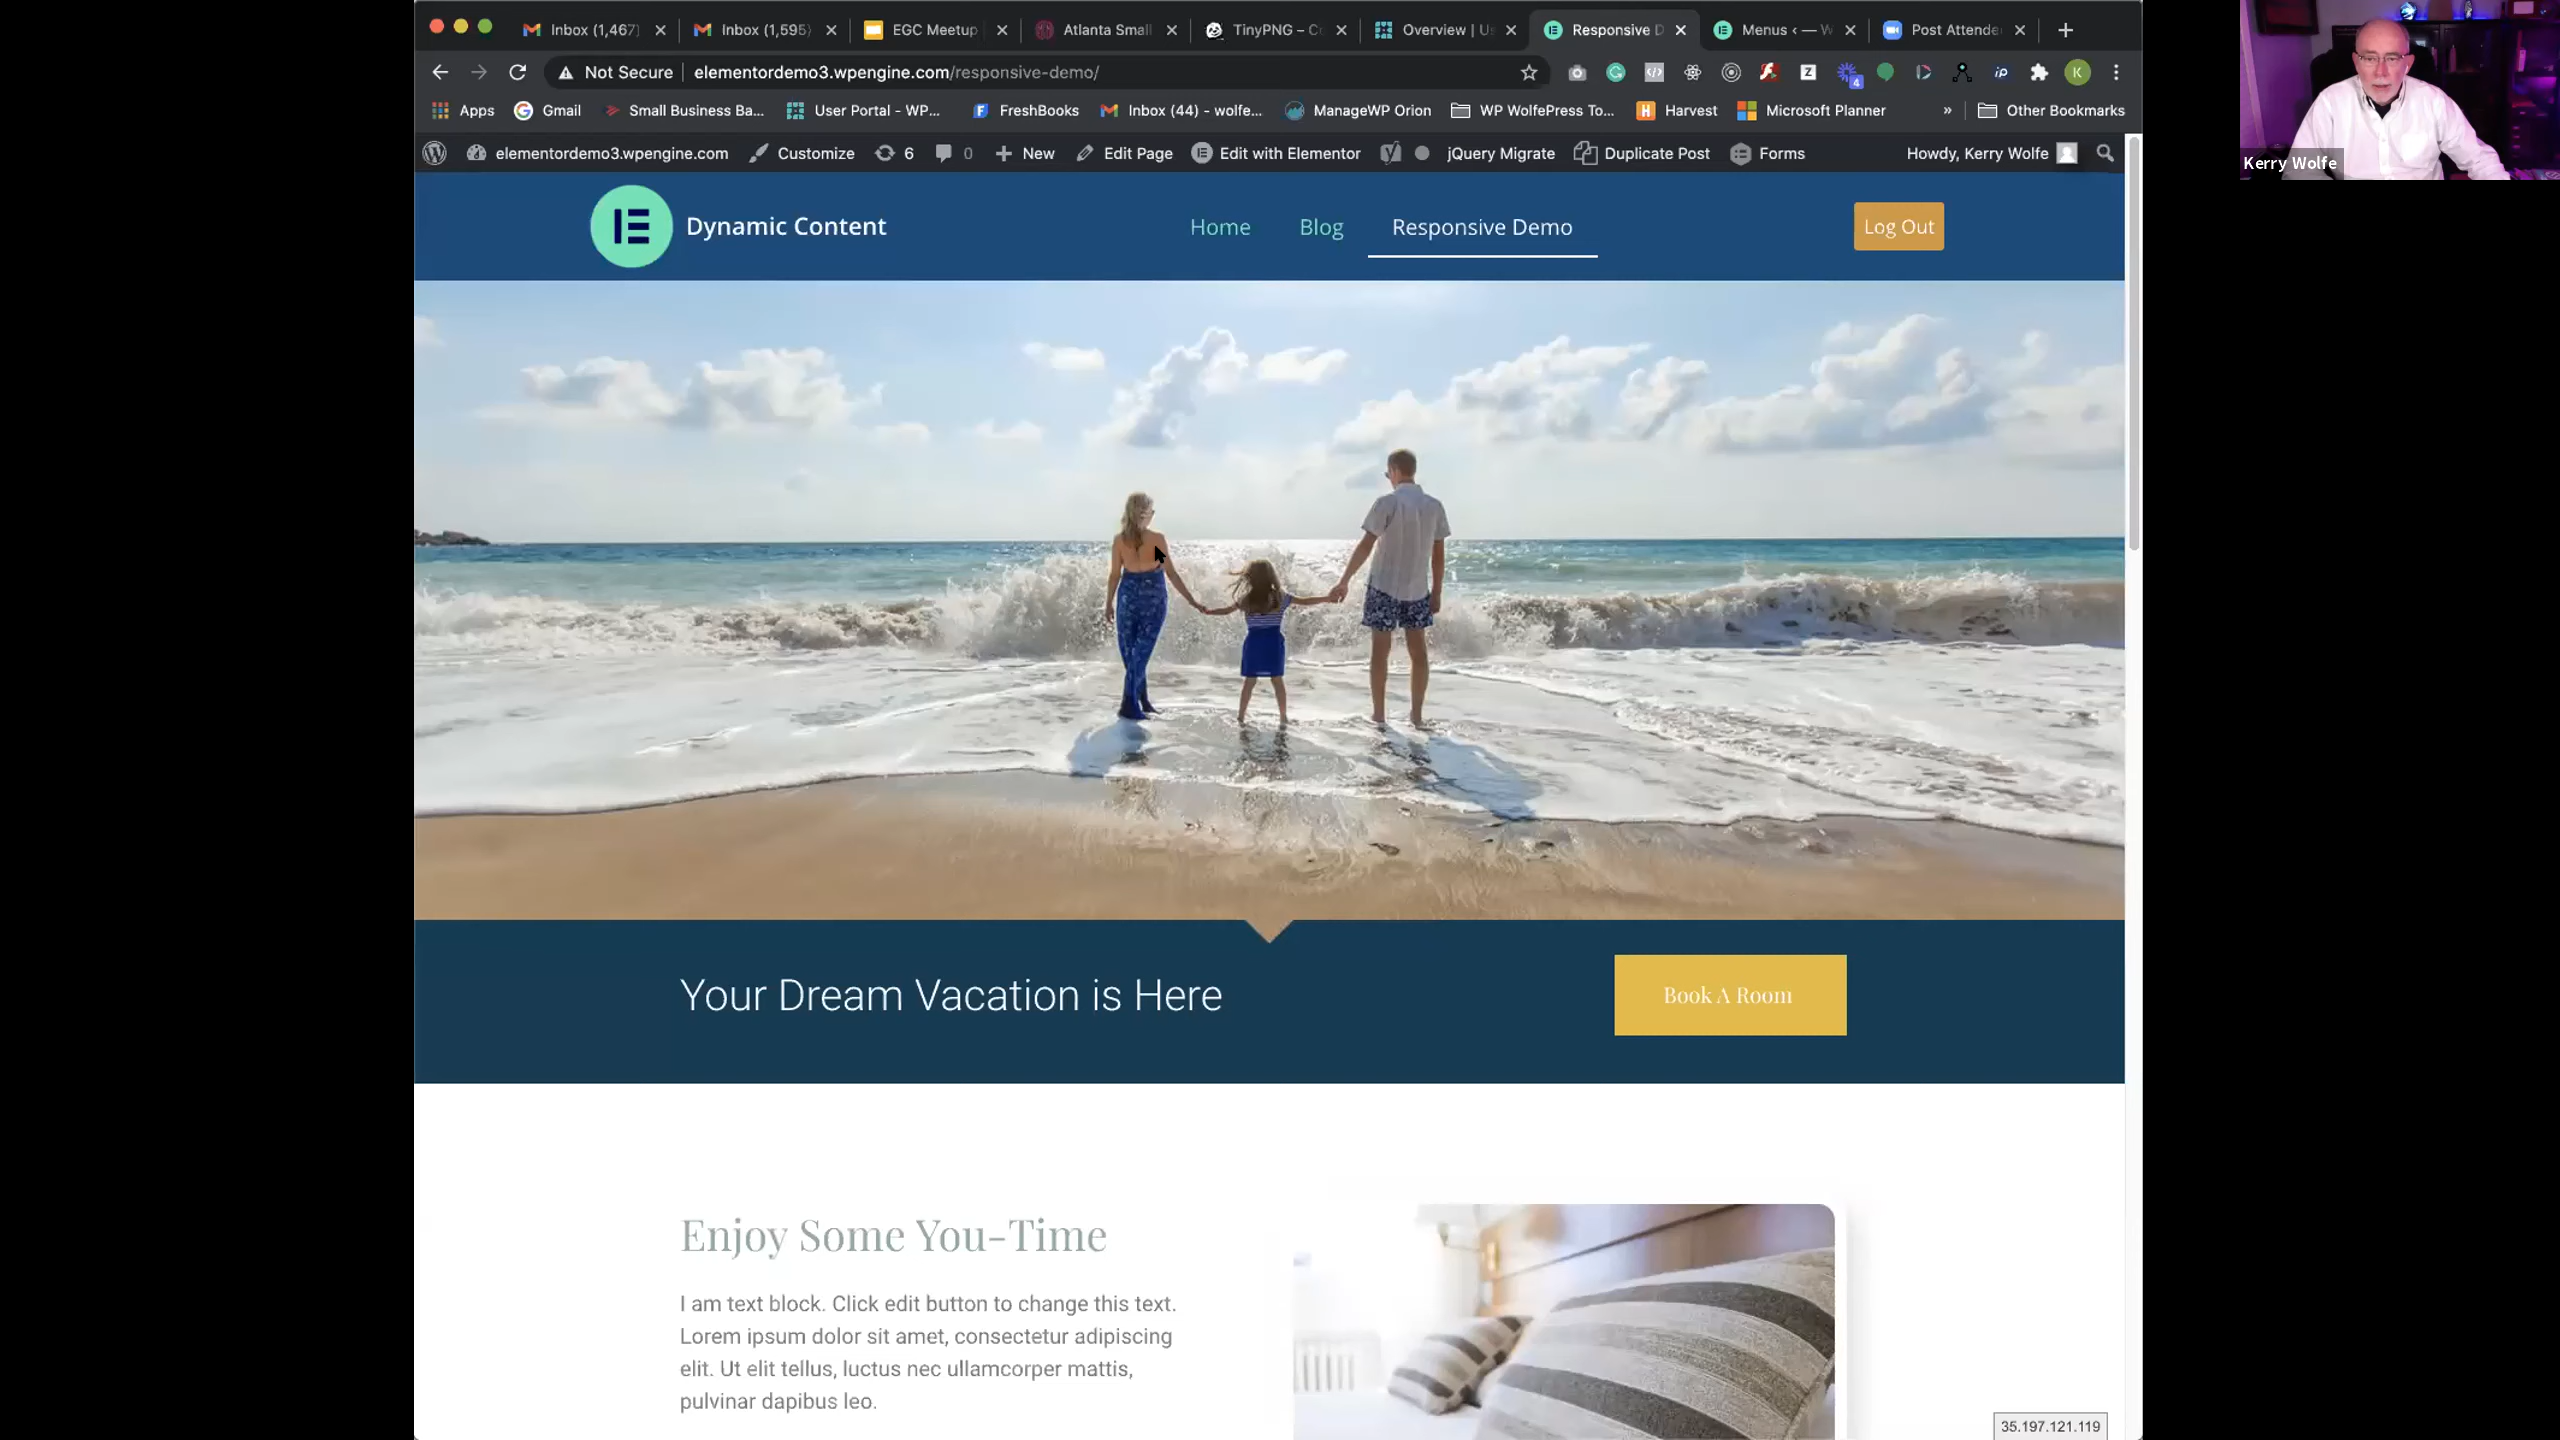 Inbox (1,467)
Inbox (1,595)
EGC Meetup
Atlanta Small
TinyPNG – C
Overview | Us
Responsive D
Menus ‹ — W
Post Attende
Not Secure
elementordemo3.wpengine.com/responsive-demo/
4
K
Apps
Gmail
Small Business Ba...
User Portal - WP...
FreshBooks
Inbox (44) - wolfe...
ManageWP Orion
WP WolfePress To...
Harvest
Microsoft Planner
»
Other Bookmarks
elementordemo3.wpengine.com
Customize
6
0
New
Edit Page
Edit with Elementor
jQuery Migrate
Duplicate Post
Forms
Howdy, Kerry Wolfe
Kerry Wolfe
Dynamic Content
Home
Blog
Responsive Demo
Log Out
Your Dream Vacation is Here
Book A Room
Enjoy Some You-Time
I am text block. Click edit button to change this text.
Lorem ipsum dolor sit amet, consectetur adipiscing
elit. Ut elit tellus, luctus nec ullamcorper mattis,
pulvinar dapibus leo.
35.197.121.119